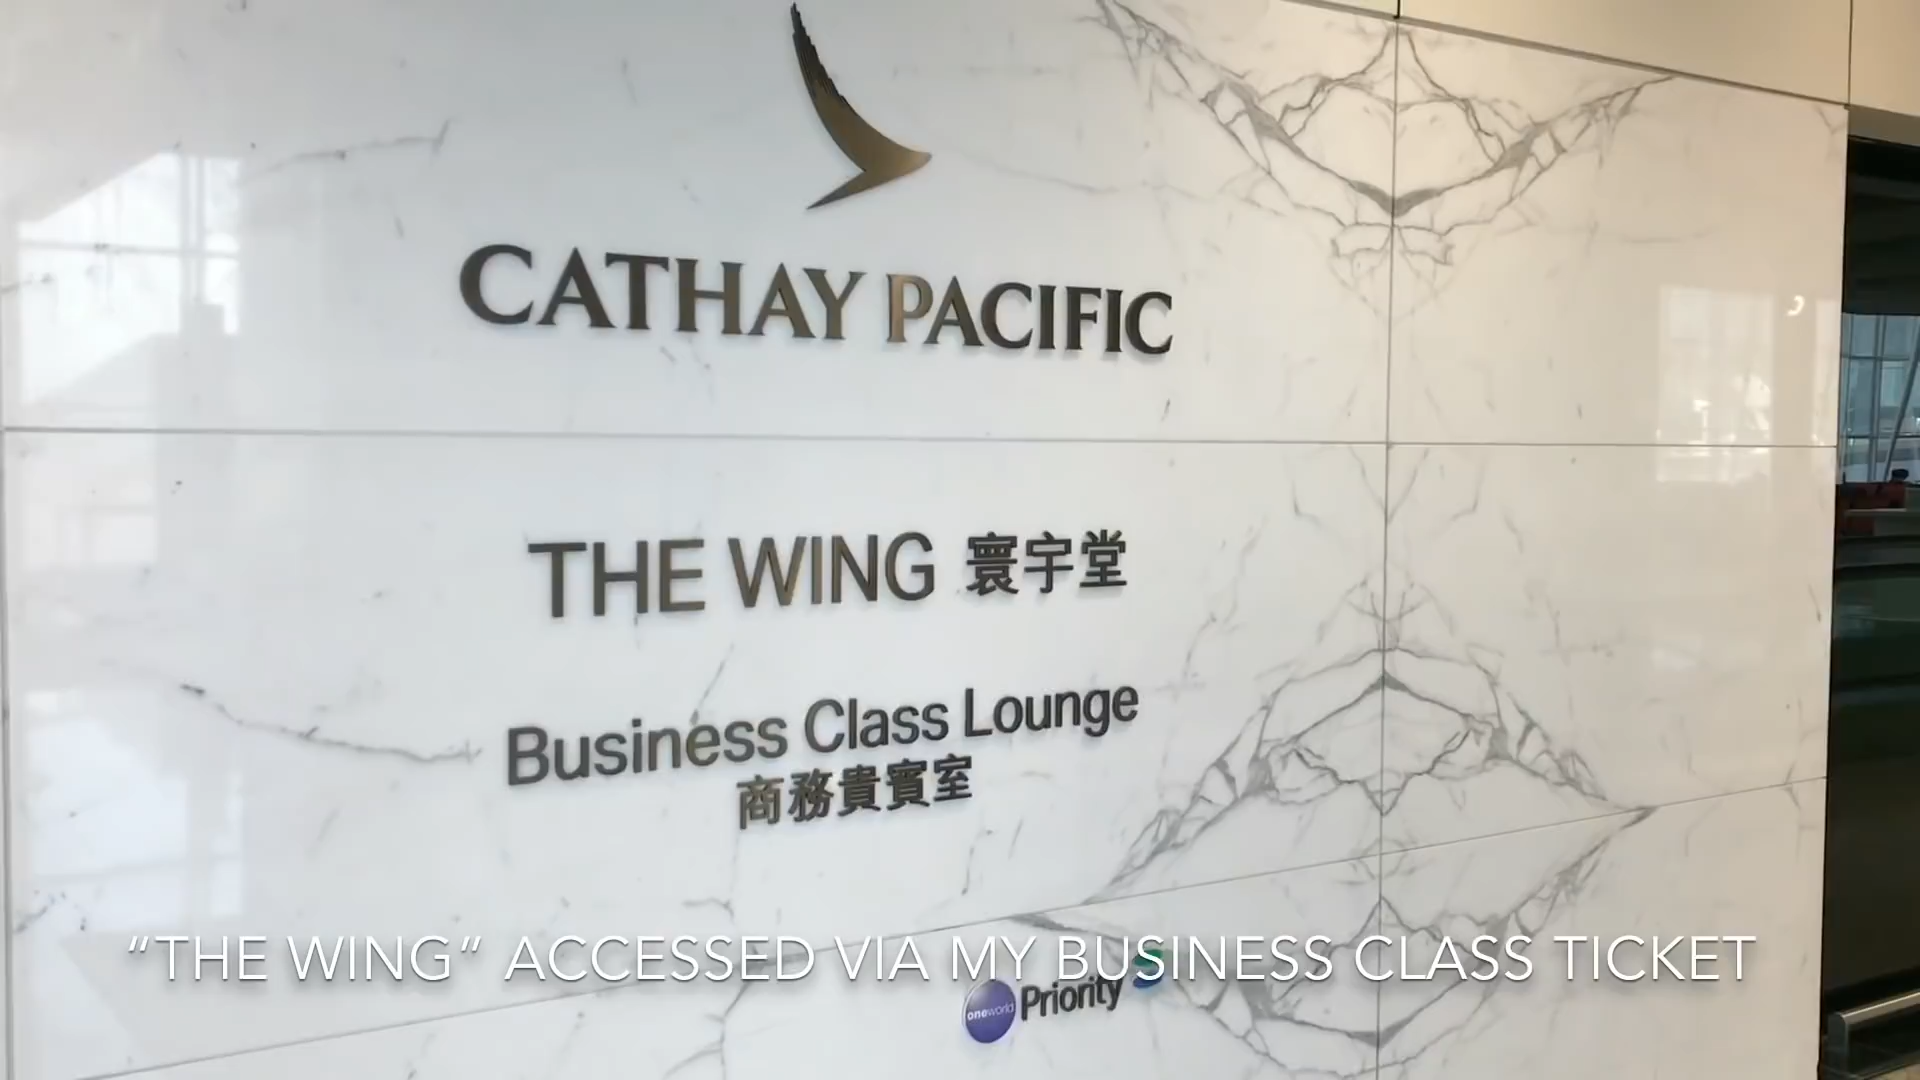 CATHAY PACIFIC
THE WING 寰宇堂
Business Class Lounge
商務貴賓室
“THE WING” ACCESSED VIA MY BUSINESS CLASS TICKET
oneworld Priority